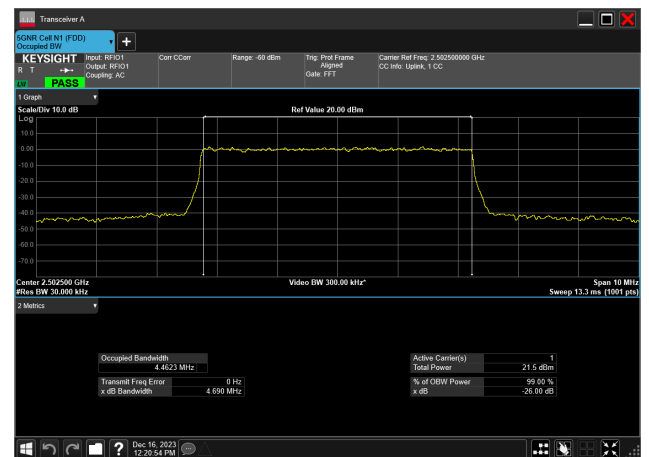 Transceiver A
5GNR Cell N1 (FDD)
Occupied BW
+
KEYSIGHT
R T
LXI
PASS
Input: RFIO1
Output: RFIO1
Coupling: AC
Corr CCorr
Range: -60 dBm
Trig: Prot Frame
Aligned
Gate: FFT
Carrier Ref Freq: 2.502500000 GHz
CC Info: Uplink, 1 CC
1 Graph
Scale/Div 10.0 dB
Ref Value 20.00 dBm
Log
10.0
0.00
-10.0
-20.0
-30.0
-40.0
-50.0
-60.0
-70.0
Center 2.502500 GHz
Video BW 300.00 kHz*
Span 10 MHz
#Res BW 30.000 kHz
Sweep 13.3 ms (1001 pts)
2 Metrics
Occupied Bandwidth
4.4623 MHz
Transmit Freq Error 0 Hz
x dB Bandwidth 4.690 MHz
Active Carrier(s) 1
Total Power 21.5 dBm
% of OBW Power 99.00 %
x dB -26.00 dB
?
Dec 16, 2023
12:20:54 PM